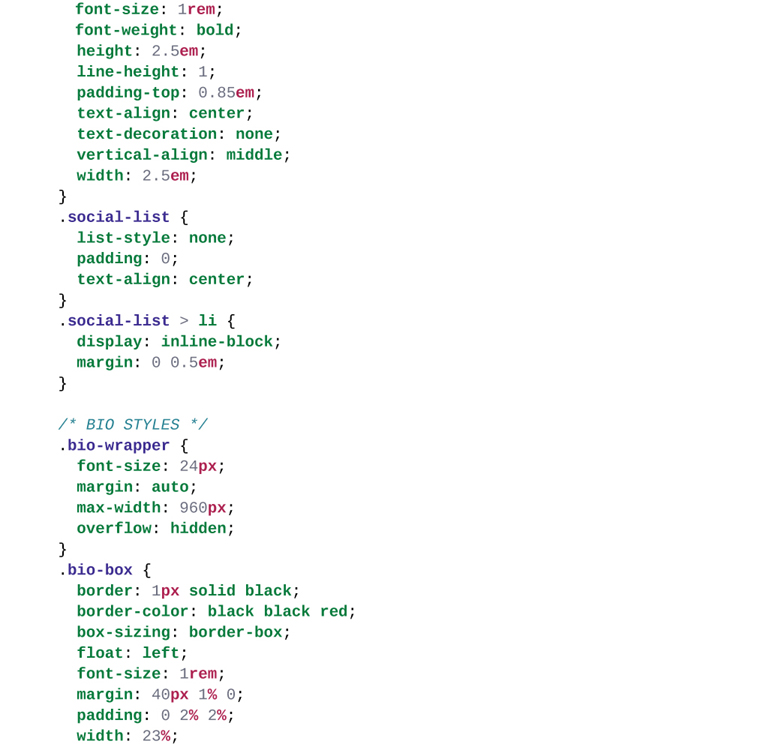 font-size: 1rem;
font-weight: bold;
height: 2.5em;
line-height: 1;
padding-top: 0.85em;
text-align: center;
text-decoration: none;
vertical-align: middle;
width: 2.5em;
}
.social-list {
list-style: none;
padding: 0;
text-align: center;
}
.social-list > li {
display: inline-block;
margin: 0 0.5em;
}
/* BIO STYLES */
.bio-wrapper {
font-size: 24px;
margin: auto;
max-width: 960px;
overflow: hidden;
}
.bio-box {
border: 1px solid black;
border-color: black black red;
box-sizing: border-box;
float: left;
font-size: 1rem;
margin: 40px 1% 0;
padding: 0 2% 2%;
width: 23%;